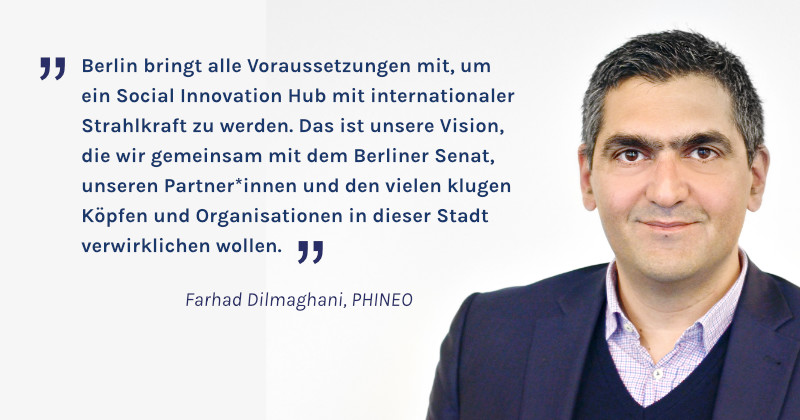 ” Berlin bringt alle Voraussetzungen mit, um
ein Social Innovation Hub mit internationaler
Strahlkraft zu werden. Das ist unsere Vision,
die wir gemeinsam mit dem Berliner Senat,
unseren Partner*innen und den vielen klugen
Köpfen und Organisationen in dieser Stadt
verwirklichen wollen. ”
Farhad Dilmaghani, PHINEO